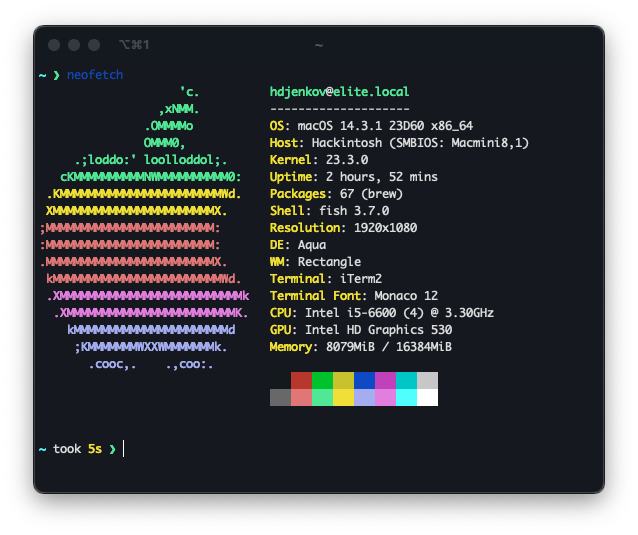 ⌥⌘1
~
~ ❯ neofetch
'c.
,xNMM.
.OMMMMo
OMMM0,
.;loddo:' loolloddol;.
cKMMMMMMMMMMNWMMMMMMMMMM0:
.KMMMMMMMMMMMMMMMMMMMMMMMWd.
XMMMMMMMMMMMMMMMMMMMMMMMX.
;MMMMMMMMMMMMMMMMMMMMMMMM:
:MMMMMMMMMMMMMMMMMMMMMMMM:
.MMMMMMMMMMMMMMMMMMMMMMMMX.
kMMMMMMMMMMMMMMMMMMMMMMMMWd.
.XMMMMMMMMMMMMMMMMMMMMMMMMMMk
.XMMMMMMMMMMMMMMMMMMMMMMMMK.
kMMMMMMMMMMMMMMMMMMMMMMd
;KMMMMMMMWXXWMMMMMMMk.
.cooc,. .,coo:.
hdjenkov@elite.local
--------------------
OS: macOS 14.3.1 23D60 x86_64
Host: Hackintosh (SMBIOS: Macmini8,1)
Kernel: 23.3.0
Uptime: 2 hours, 52 mins
Packages: 67 (brew)
Shell: fish 3.7.0
Resolution: 1920x1080
DE: Aqua
WM: Rectangle
Terminal: iTerm2
Terminal Font: Monaco 12
CPU: Intel i5-6600 (4) @ 3.30GHz
GPU: Intel HD Graphics 530
Memory: 8079MiB / 16384MiB
~ took 5s ❯